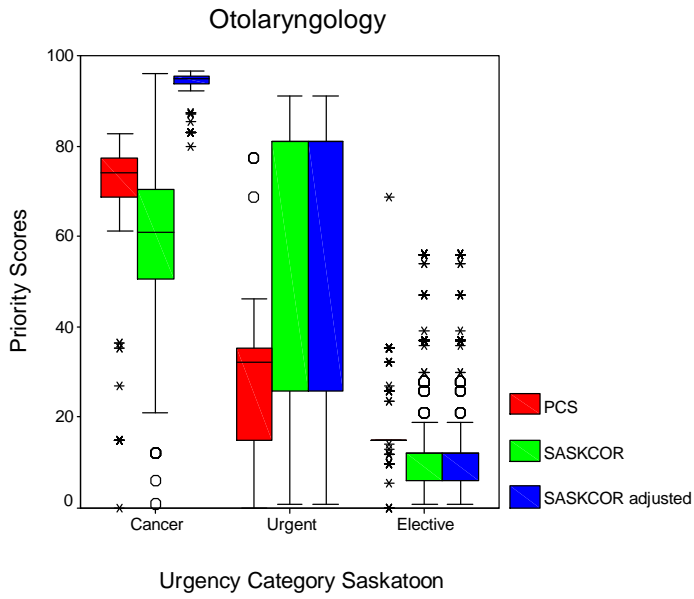 Otolaryngology
100
80
60
40
20
0
Priority Scores
Cancer
Urgent
Elective
Urgency Category Saskatoon
PCS
SASKCOR
SASKCOR adjusted